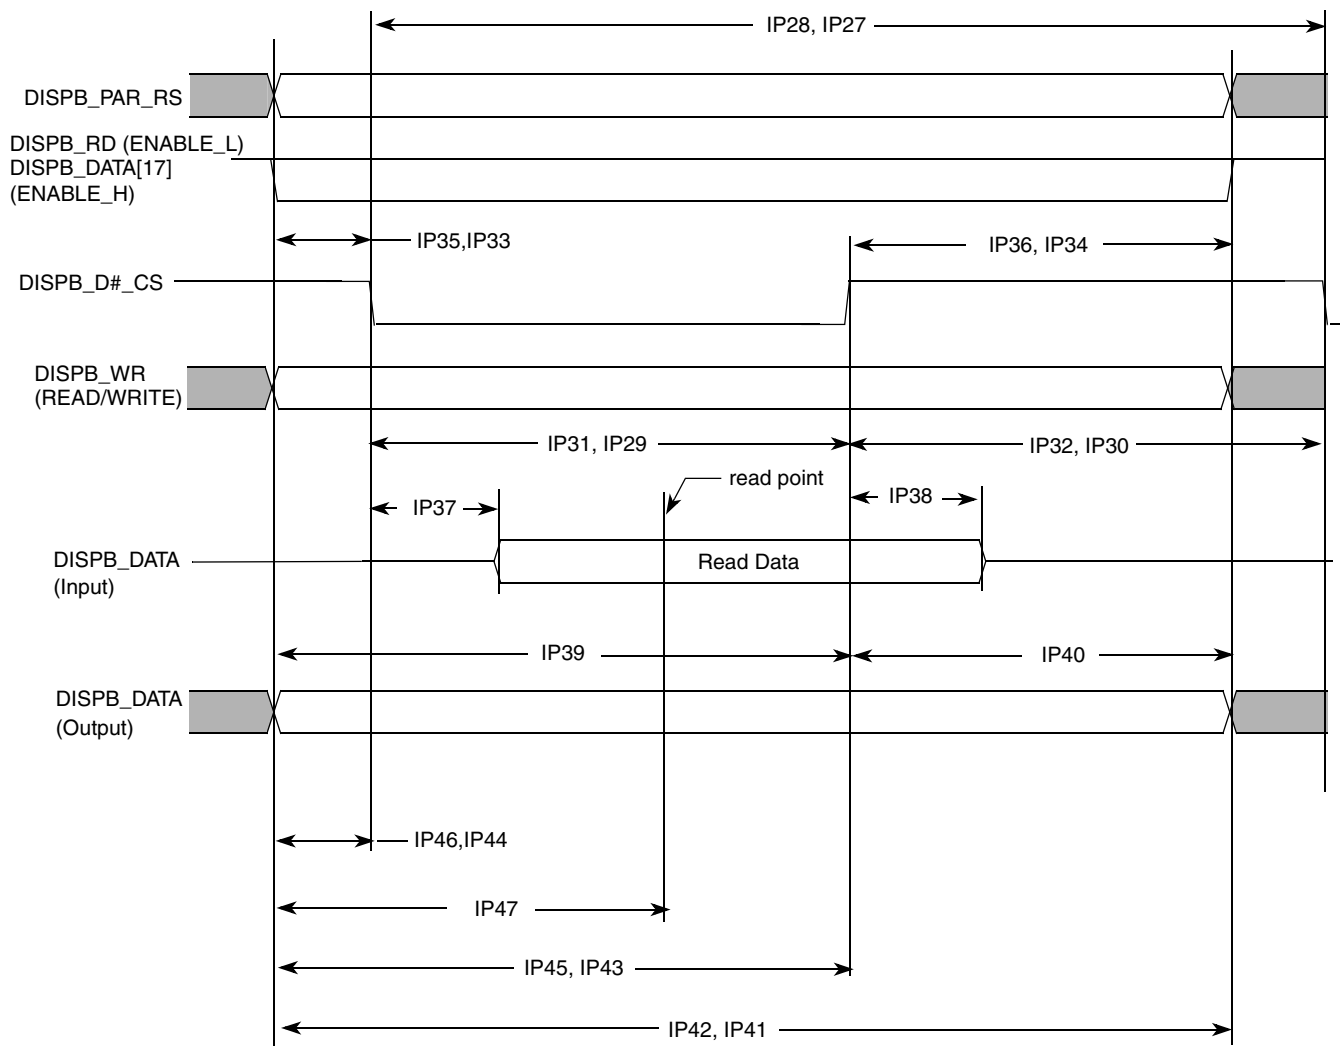 IP28, IP27
DISPB_PAR_RS
DISPB_RD (ENABLE_L)
DISPB_DATA[17]
(ENABLE_H)
IP35,IP33
IP36, IP34
DISPB_D#_CS
DISPB_WR
(READ/WRITE)
IP31, IP29
IP32, IP30
read point
IP37
IP38
DISPB_DATA
(Input)
Read Data
IP39
IP40
DISPB_DATA
(Output)
IP46,IP44
IP47
IP45, IP43
IP42, IP41